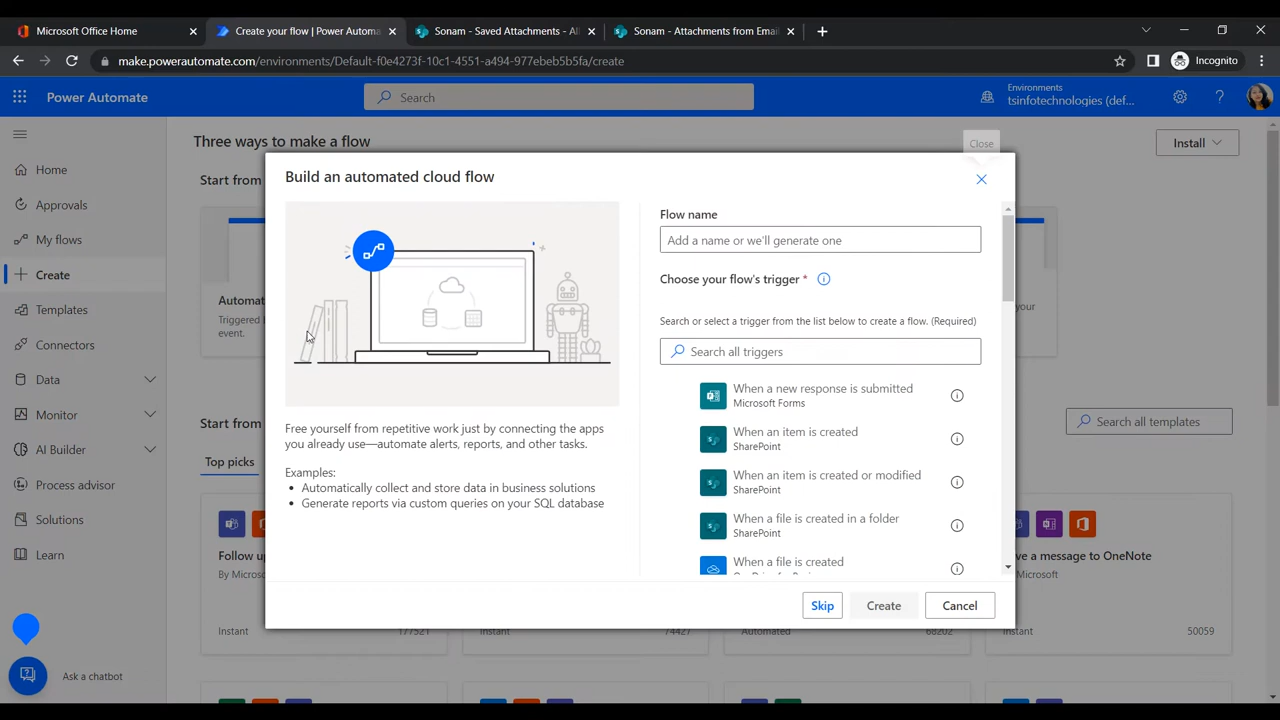 Microsoft Office Home
Create your flow | Power Automa
Sonam - Saved Attachments - All
Sonam - Attachments from Email
make.powerautomate.com/environments/Default-f0e4273f-10c1-4551-a494-977ebeb5b5fa/create
Incognito
Power Automate
Search
Environments
tsinfotechnologies (def...
Home
Approvals
My flows
Create
Templates
Connectors
Data
Monitor
AI Builder
Process advisor
Solutions
Learn
Ask a chatbot
Three ways to make a flow
Install
Start from
Close
Build an automated cloud flow
Automat
Triggered b
event.
your
Flow name
Add a name or we'll generate one
Choose your flow's trigger *
Search or select a trigger from the list below to create a flow. (Required)
Search all triggers
When a new response is submitted
Microsoft Forms
When an item is created
SharePoint
When an item is created or modified
SharePoint
When a file is created in a folder
SharePoint
When a file is created
Free yourself from repetitive work just by connecting the apps
you already use—automate alerts, reports, and other tasks.
Examples:
• Automatically collect and store data in business solutions
• Generate reports via custom queries on your SQL database
Skip
Create
Cancel
Start from
Search all templates
Top picks
Follow up
By Micros
e a message to OneNote
Microsoft
Instant
177521
Instant
74427
Automated
68202
Instant
50059